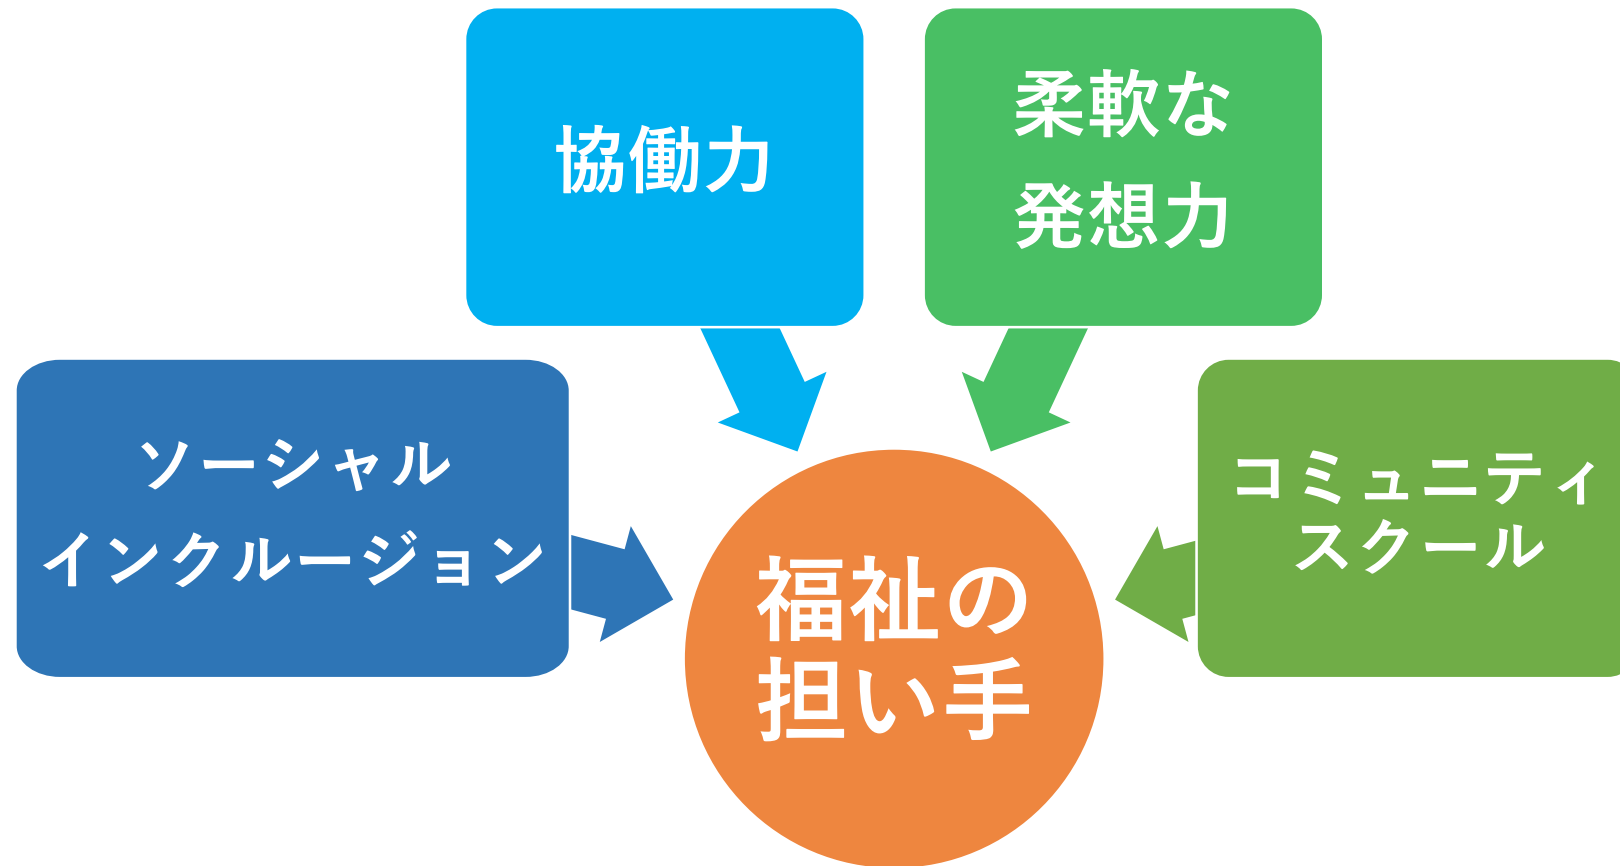 協働力
柔軟な
発想力
ソーシャル
インクルージョン
コミュニティ
スクール
福祉の
担い手